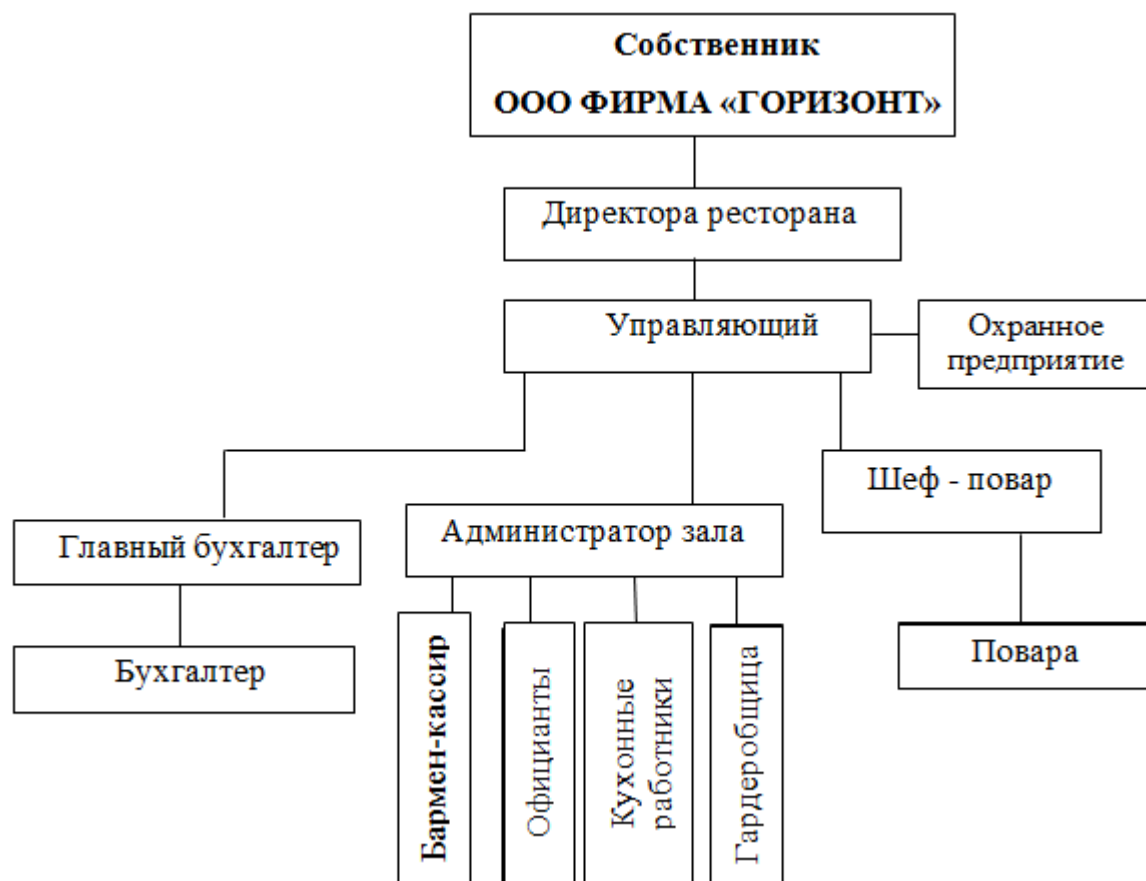 Собственник
ООО ФИРМА «ГОРИЗОНТ»
Директора ресторана
Управляющий
Охранное
предприятие
Шеф - повар
Администратор зала
Главный бухгалтер
Повара
Бухгалтер
Бармен-кассир
Официанты
Кухонные
работники
Гардеробщица